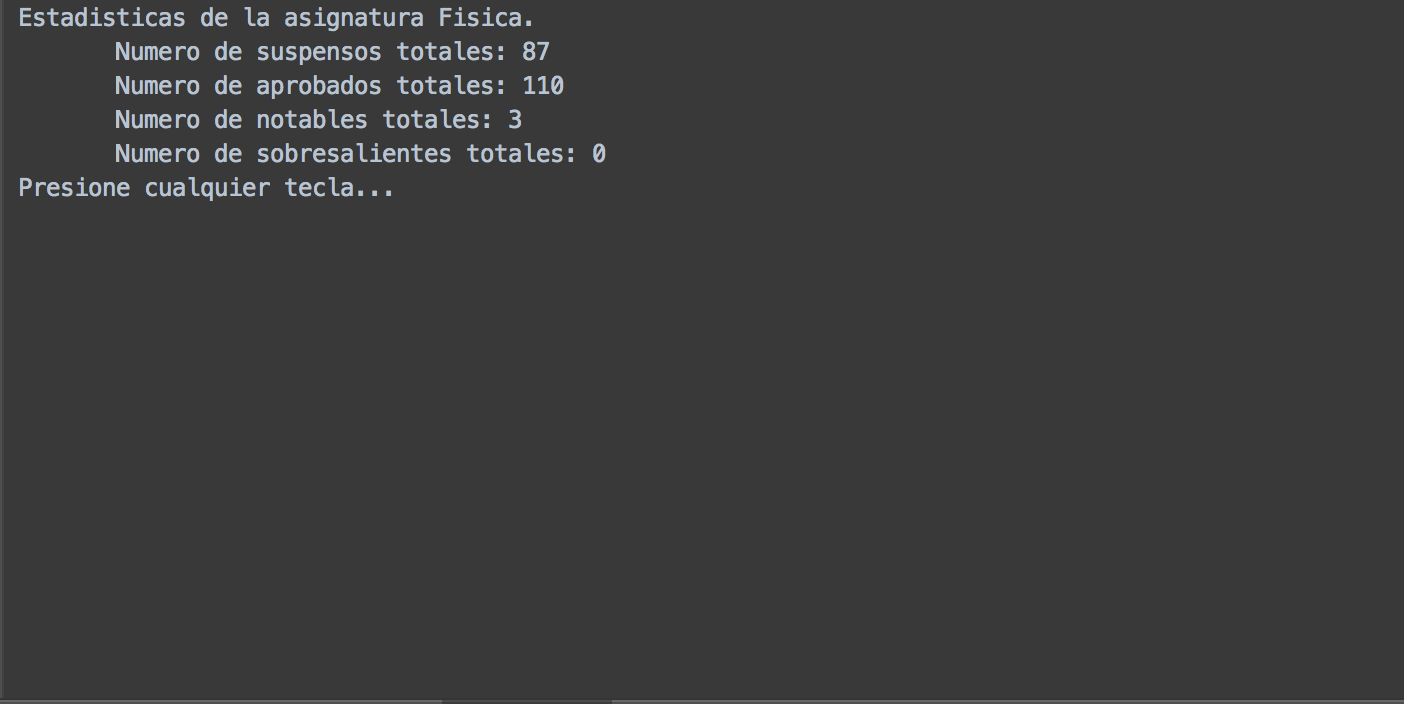 Estadisticas de la asignatura Fisica.
Numero de suspensos totales: 87
Numero de aprobados totales: 110
Numero de notables totales: 3
Numero de sobresalientes totales: 0
Presione cualquier tecla...